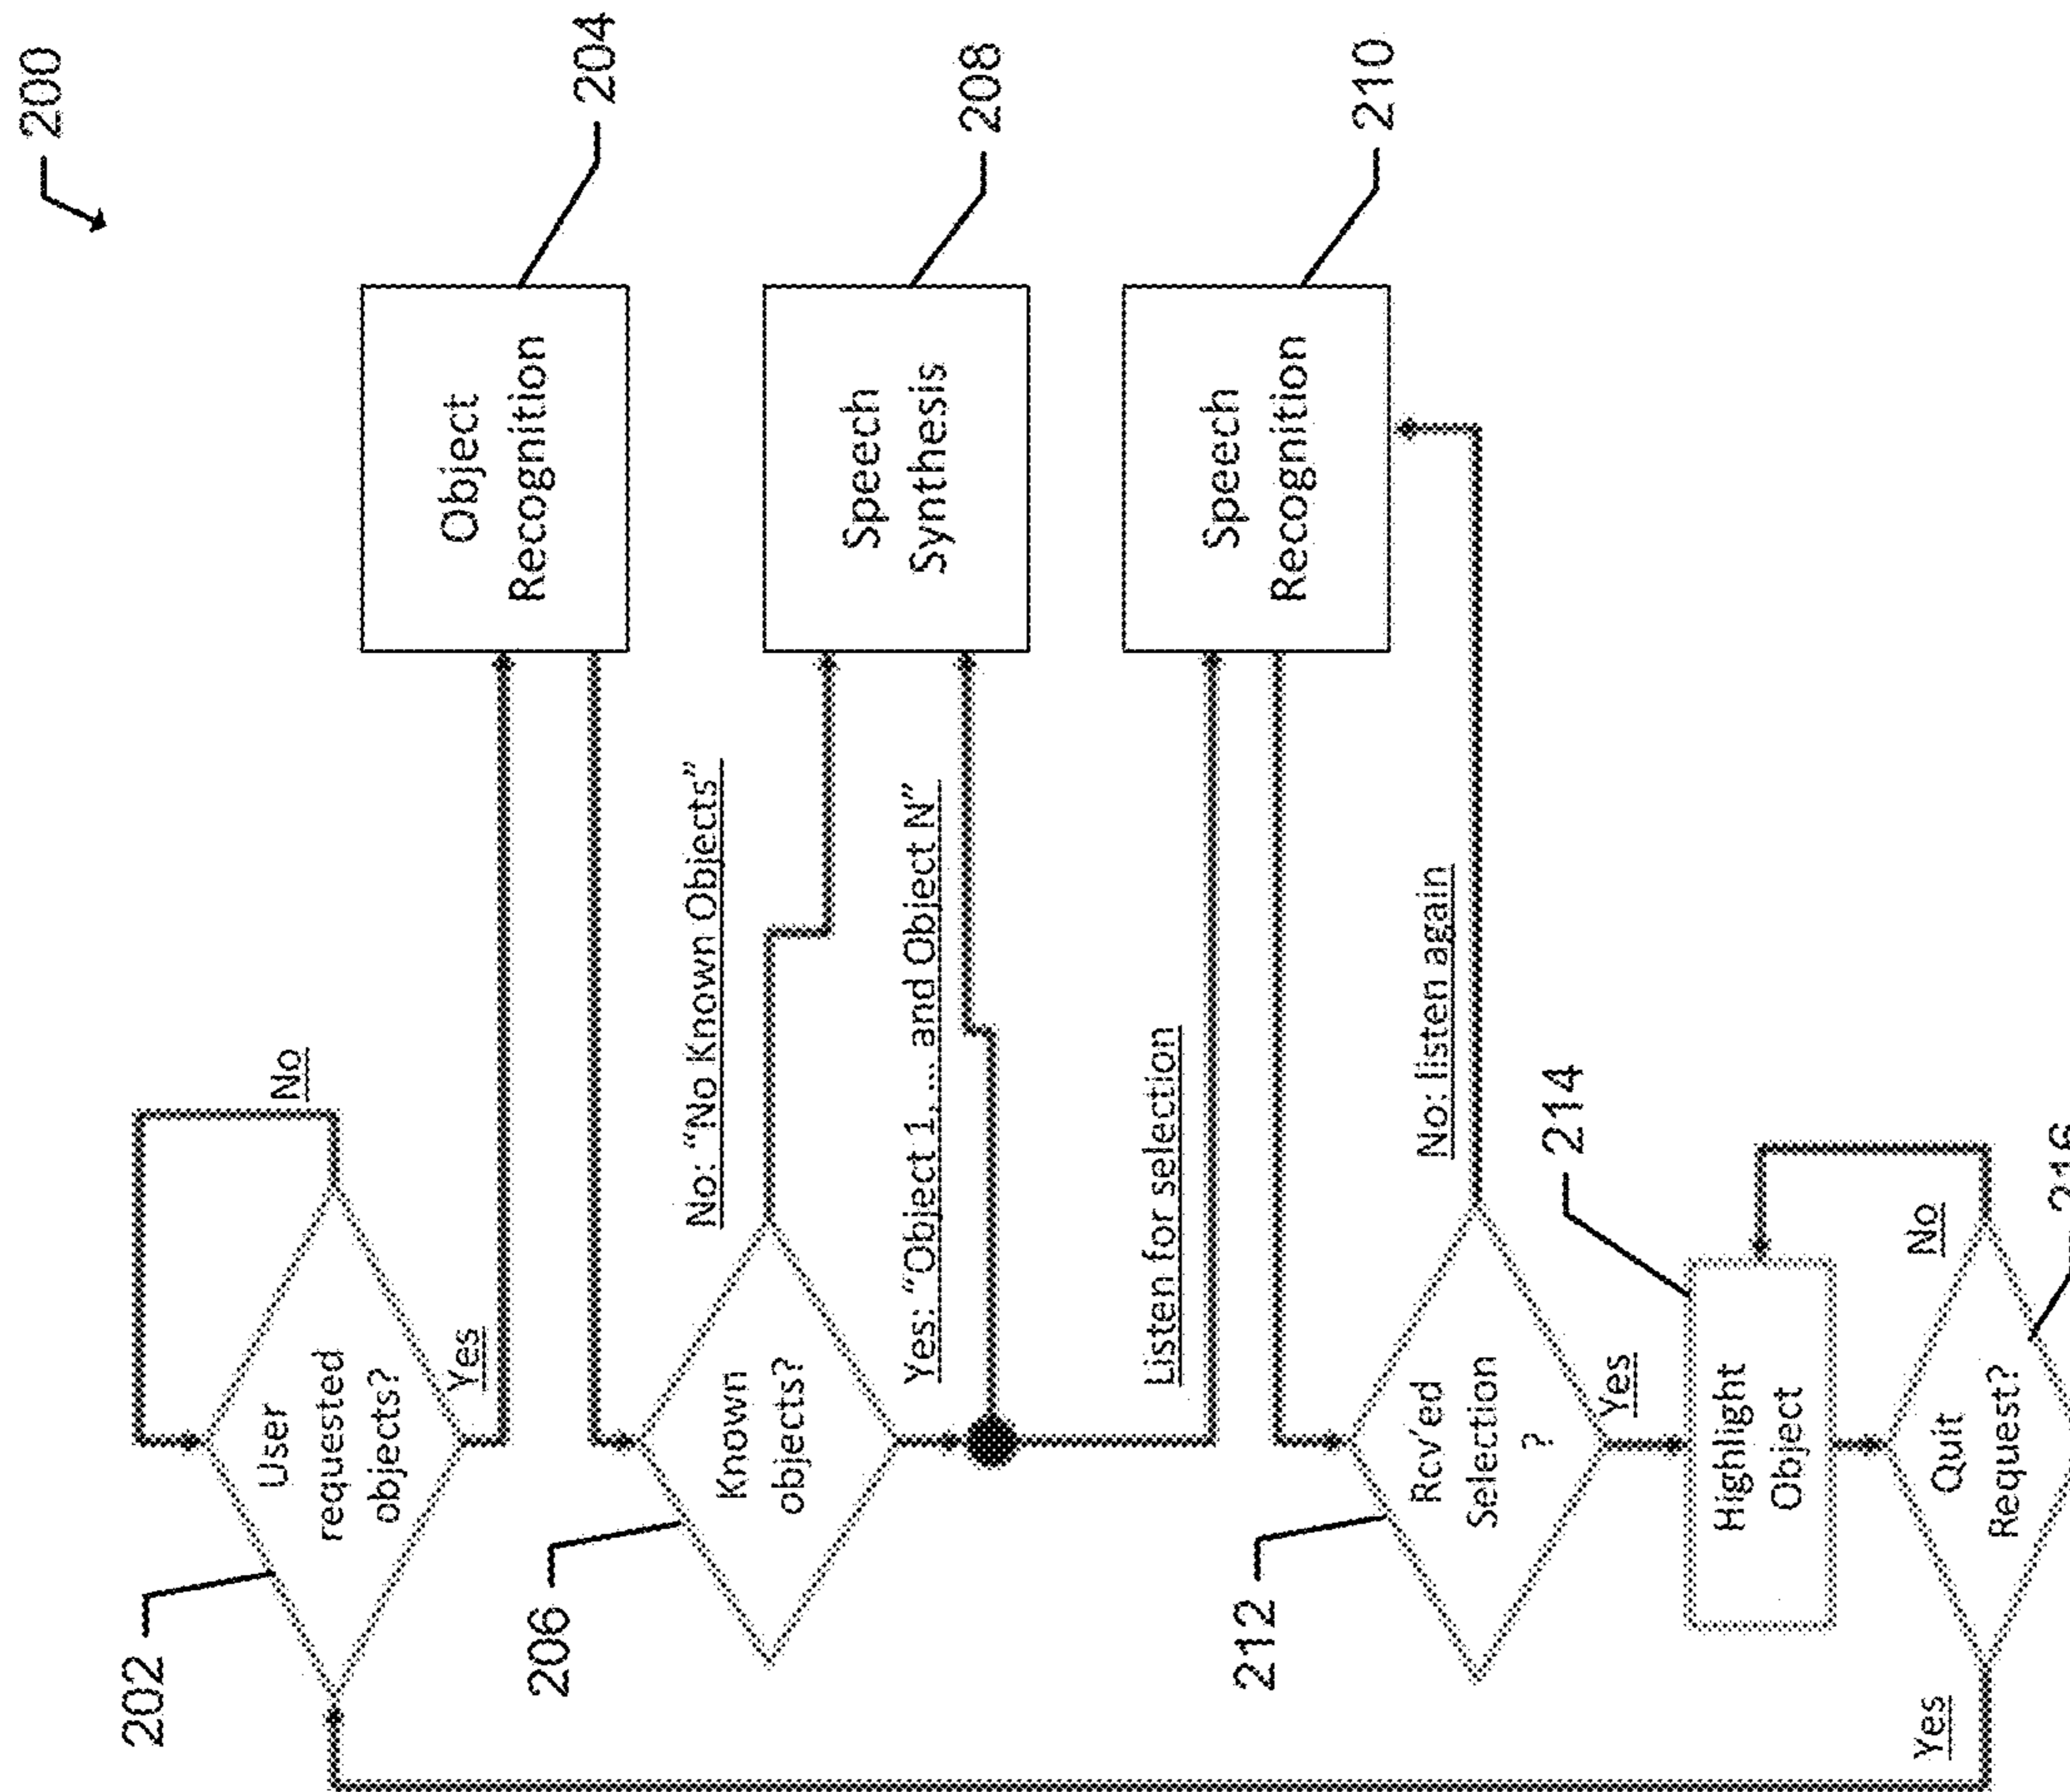 200
202
User
requested
objects?
No
Yes
204
Object
Recognition
206
Known
objects?
No: “No Known Objects”
Yes: “Object 1, ... and Object N”
208
Speech
Synthesis
Listen for selection
210
Speech
Recognition
212
Rcv’ed
Selection
?
No: listen again
Yes
214
Highlight
Object
216
Quit
Request?
No
Yes